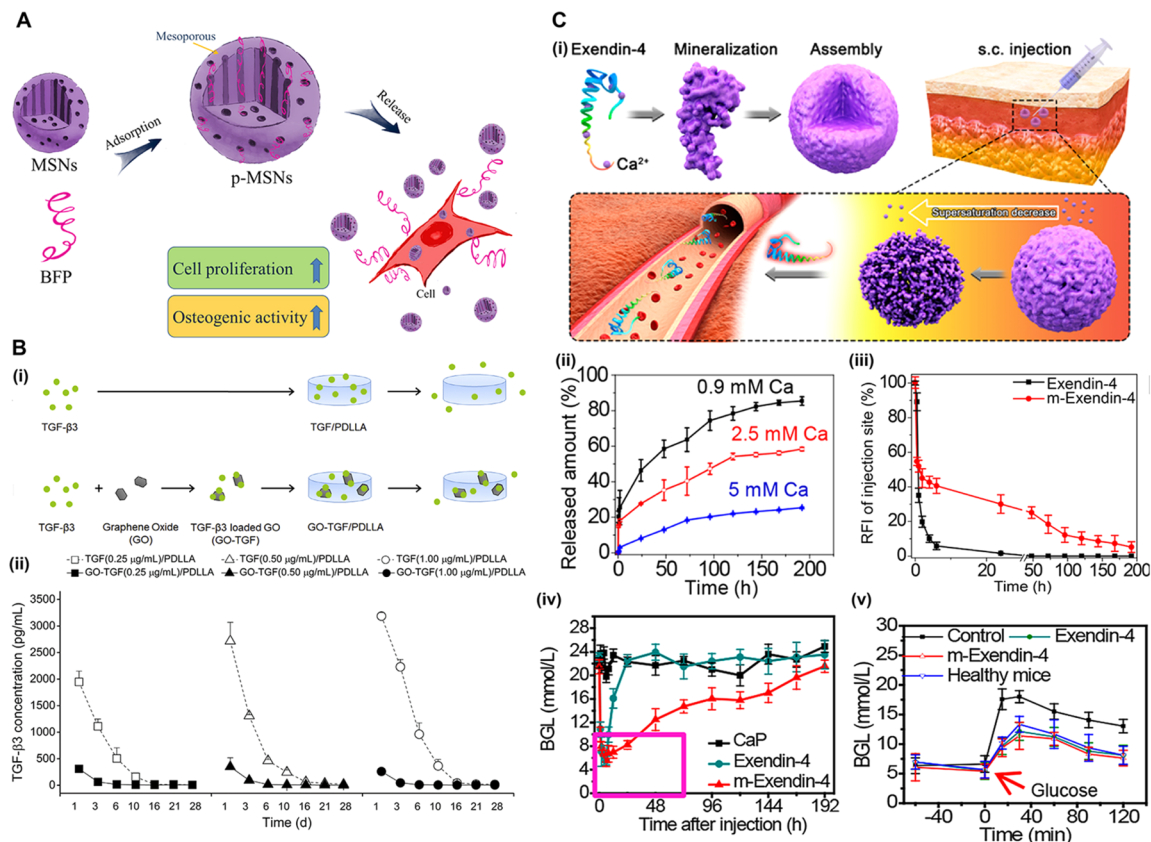 A
Mesoporous
MSNs
Adsorption
p-MSNs
Release
BFP
Cell proliferation
Osteogenic activity
Cell
B
(i)
TGF-β3
TGF/PDLLA
TGF-β3
+
Graphene Oxide
(GO)
TGF-β3 loaded GO
(GO-TGF)
GO-TGF/PDLLA
(ii)
TGF(0.25 μg/mL)/PDLLA
TGF(0.50 μg/mL)/PDLLA
TGF(1.00 μg/mL)/PDLLA
GO-TGF(0.25 μg/mL)/PDLLA
GO-TGF(0.50 μg/mL)/PDLLA
GO-TGF(1.00 μg/mL)/PDLLA
TGF-β3 concentration (pg/mL)
3500
3000
2500
2000
1500
1000
500
0
1 3 6 10 16 21 28
1 3 6 10 16 21 28
1 3 6 10 16 21 28
Time (d)
C
(i) Exendin-4
Mineralization
Assembly
s.c. injection
Ca2+
Supersaturation decrease
(ii)
Released amount (%)
100
80
60
40
20
0
0.9 mM Ca
2.5 mM Ca
5 mM Ca
0 50 100 150 200
Time (h)
(iii)
RFI of injection site (%)
100
80
60
40
20
0
Exendin-4
m-Exendin-4
0 20 50 100 150 200
Time (h)
(iv)
BGL (mmol/L)
28
24
20
16
12
8
4
0
CaP
Exendin-4
m-Exendin-4
0 48 96 144 192
Time after injection (h)
(v)
BGL (mmol/L)
30
25
20
15
10
5
0
Control
Exendin-4
m-Exendin-4
Healthy mice
Glucose
-40 0 40 80 120
Time (min)